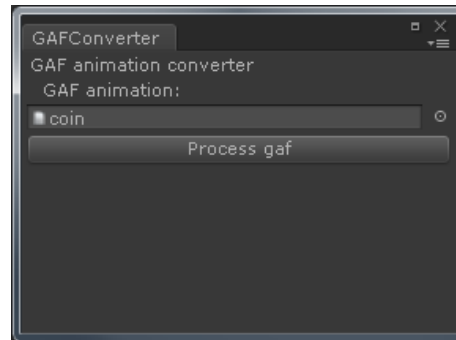 GAFConverter
GAF animation converter
GAF animation:
coin
Process gaf